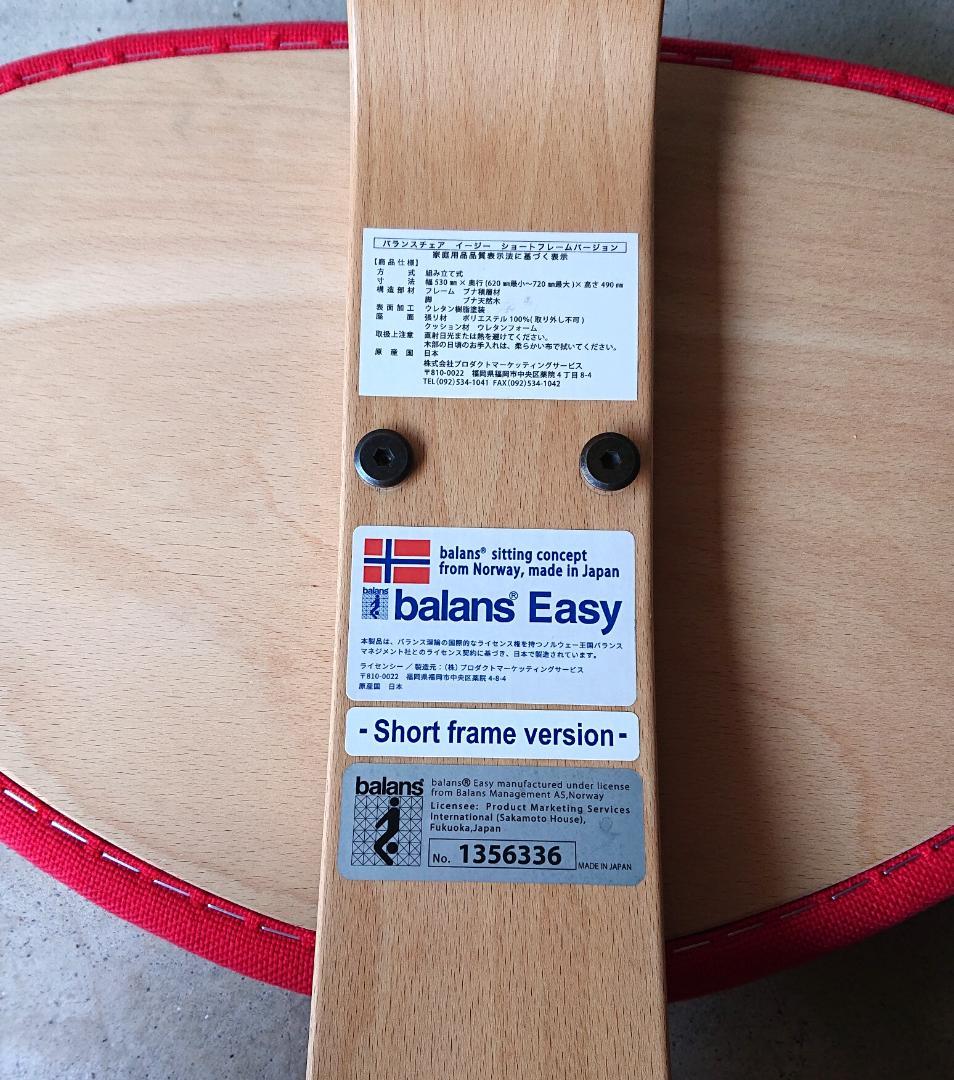 バランスチェア　イージー　ショートフレームバージョン
家庭用品品質表示法に基づく表示
【商品仕様】
方　　式　組み立て式
寸　　法　幅530㎜×奥行(620㎜最小～720㎜最大)×高さ490㎜
構造部材　フレーム　ブナ積層材
脚　　　ブナ天然木
表面加工　ウレタン樹脂塗装
座　　面　張り材　ポリエステル100%(取り外し不可)
クッション材　ウレタンフォーム
取扱上注意　直射日光または熱を避けてください。
木部の日頃のお手入れは、柔らかい布で拭いてください。
原 産 国　日本
株式会社プロダクトマーケッティングサービス
〒810-0022　福岡県福岡市中央区薬院4丁目8-4
TEL(092)534-1041 FAX(092)534-1042
balans® sitting concept
from Norway, made in Japan
balans
balans® Easy
本製品は、バランス理論の国際的なライセンス権を持つノルウェー王国バランス
マネジメント社とのライセンス契約に基づき、日本で製造されています。
ライセンシー／製造元：(株)プロダクトマーケッティングサービス
〒810-0022　福岡県福岡市中央区薬院 4-8-4
原産国　日本
- Short frame version -
balans®
balans® Easy manufactured under license
from Balans Management AS,Norway
Licensee: Product Marketing Services
International (Sakamoto House),
Fukuoka,Japan
No. 1356336
MADE IN JAPAN